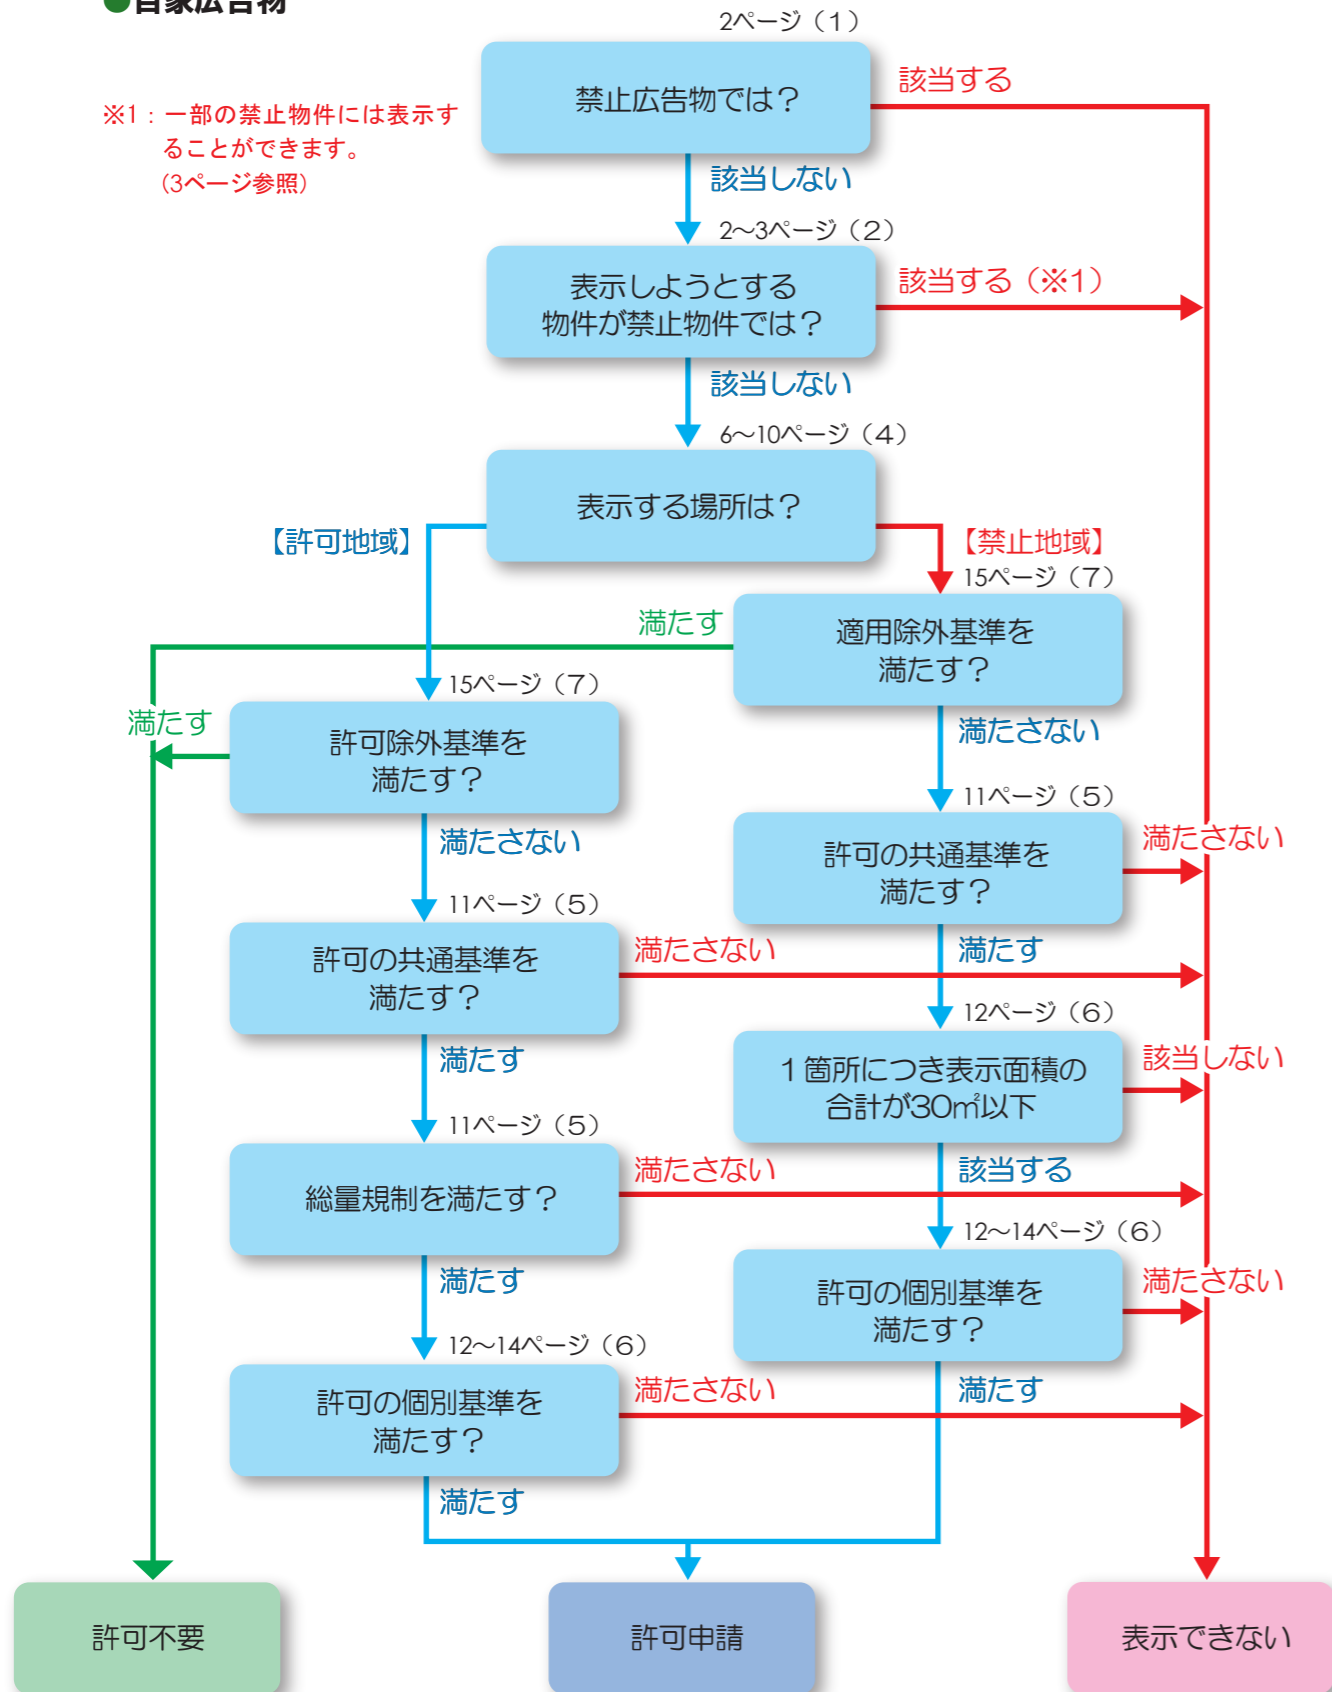 ●自家広告物
2ページ（1）
禁止広告物では？
該当する
※1：一部の禁止物件には表示す
ることができます。
(3ページ参照)
該当しない
2〜3ページ（2）
表示しようとする
物件が禁止物件では？
該当する（※1）
該当しない
6〜10ページ（4）
表示する場所は？
【許可地域】
【禁止地域】
15ページ（7）
適用除外基準を
満たす？
満たす
15ページ（7）
許可除外基準を
満たす？
満たす
満たさない
11ページ（5）
許可の共通基準を
満たす？
満たさない
満たさない
11ページ（5）
許可の共通基準を
満たす？
満たさない
満たす
12ページ（6）
1箇所につき表示面積の
合計が30㎡以下
該当しない
満たす
11ページ（5）
総量規制を満たす？
満たさない
該当する
12〜14ページ（6）
許可の個別基準を
満たす？
満たさない
満たす
12〜14ページ（6）
許可の個別基準を
満たす？
満たさない
満たす
満たす
許可不要
許可申請
表示できない